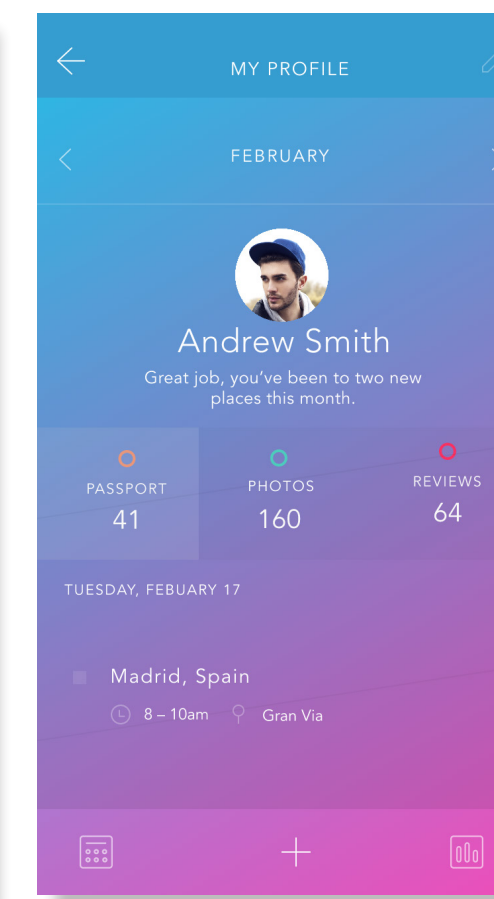 MY PROFILE
FEBRUARY
Andrew Smith
Great job, you've been to two new
places this month.
PASSPORT
41
PHOTOS
160
REVIEWS
64
TUESDAY, FEBUARY 17
Madrid, Spain
8 – 10am Gran Via